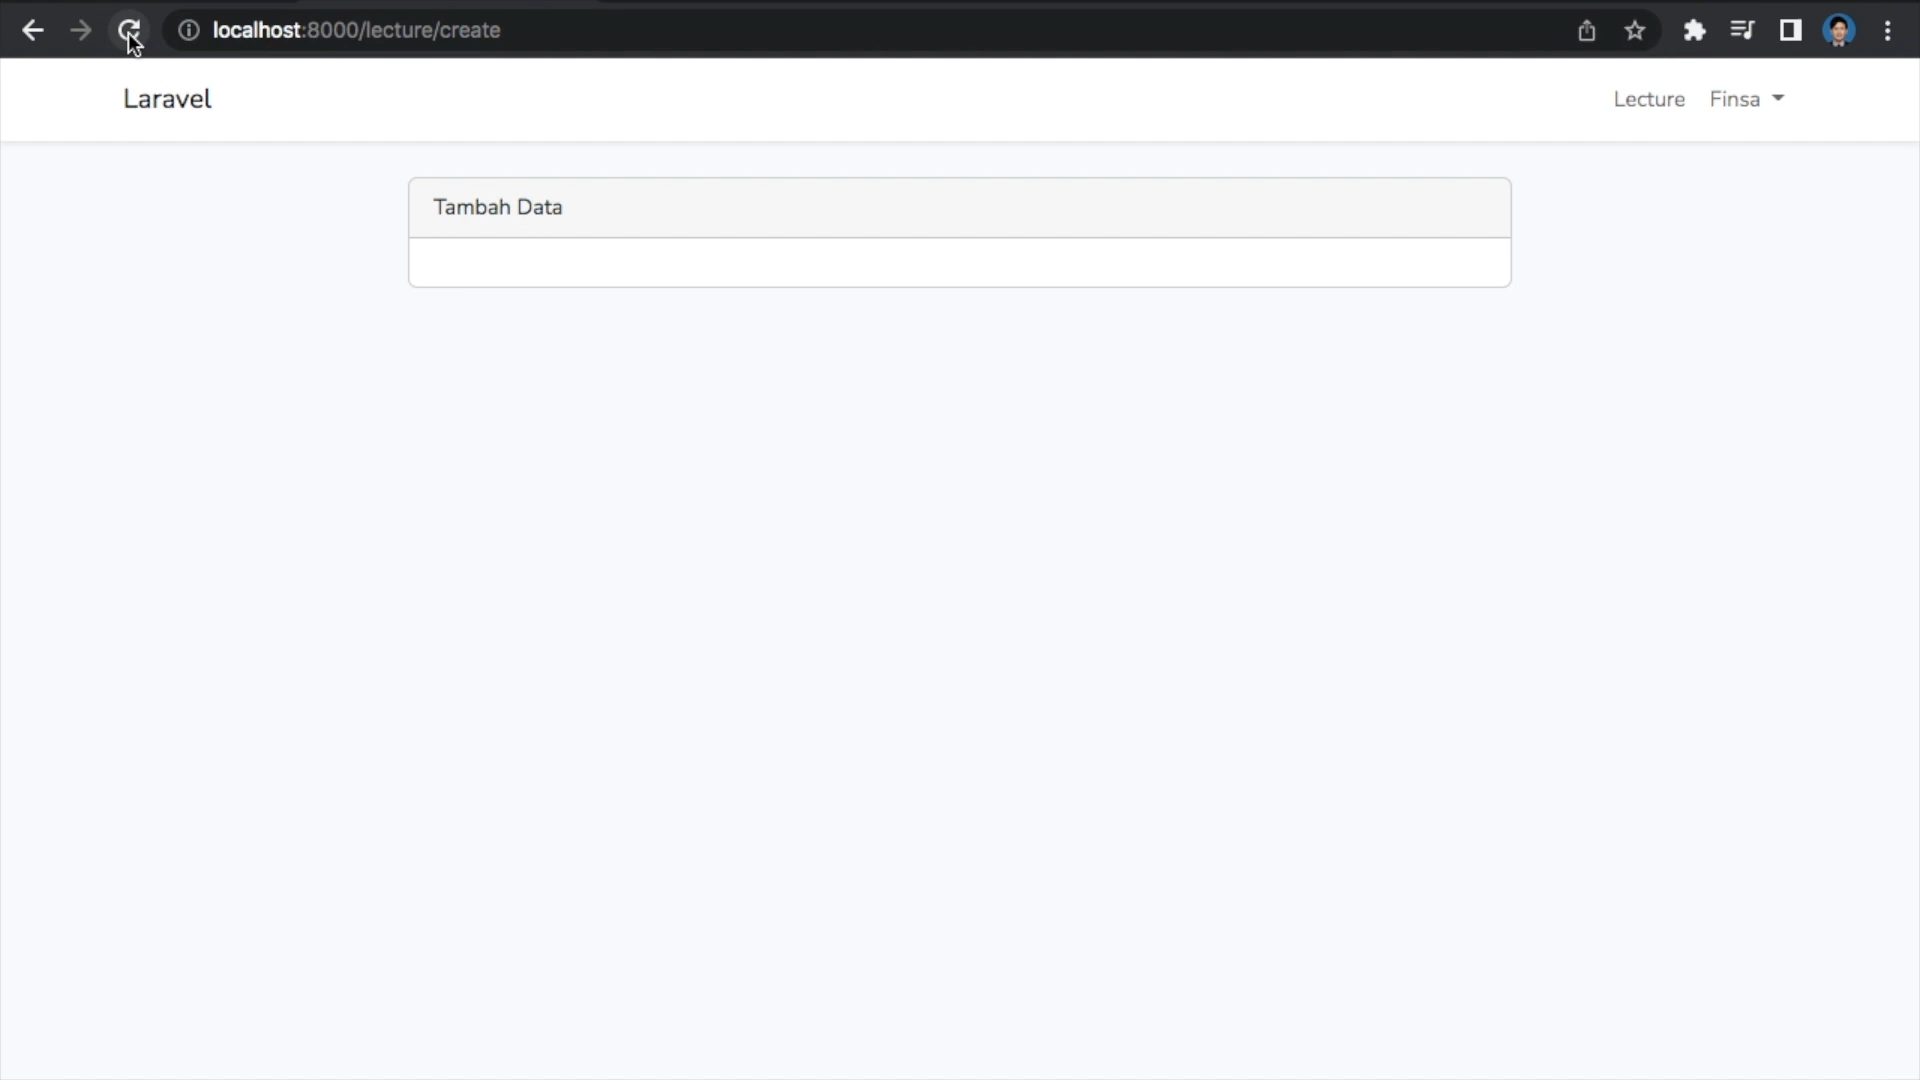 localhost:8000/lecture/create
Laravel
Lecture
Finsa
Tambah Data